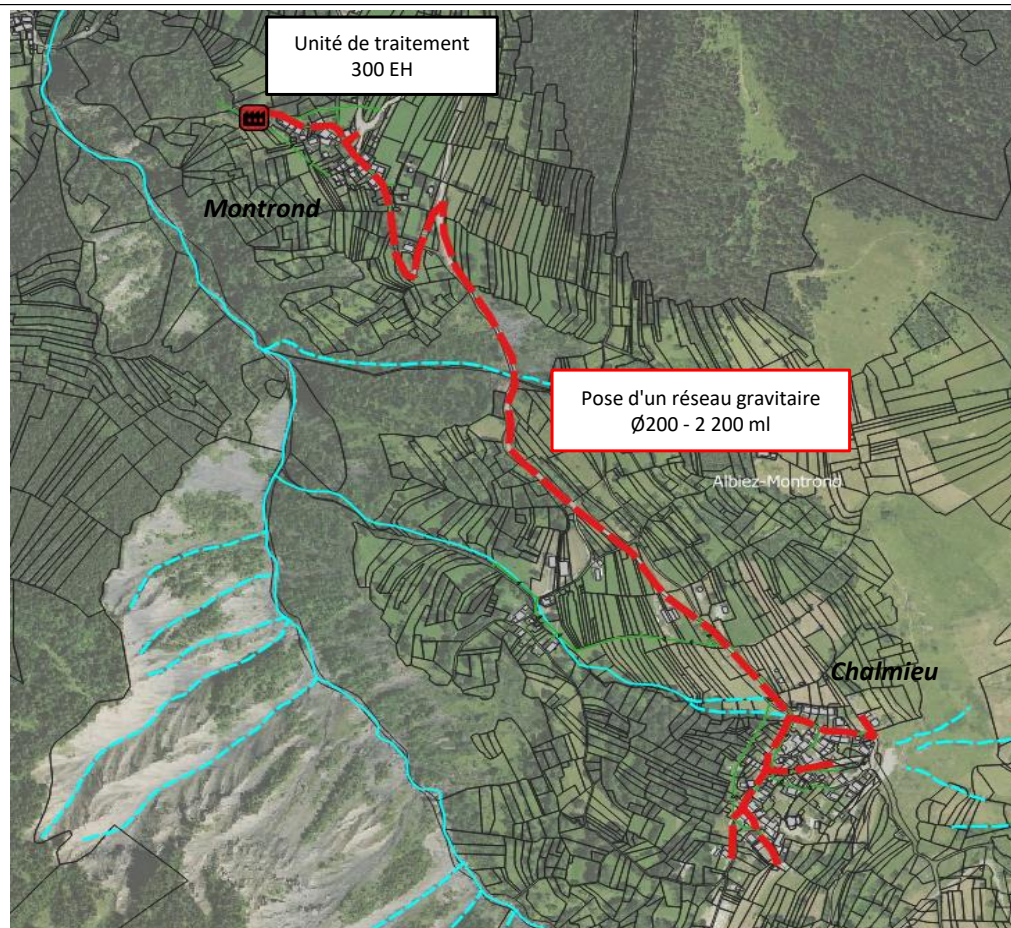 Unité de traitement
300 EH
Montrond
Pose d'un réseau gravitaire
Ø200 - 2 200 ml
Albiez-Montrond
Chalmieu